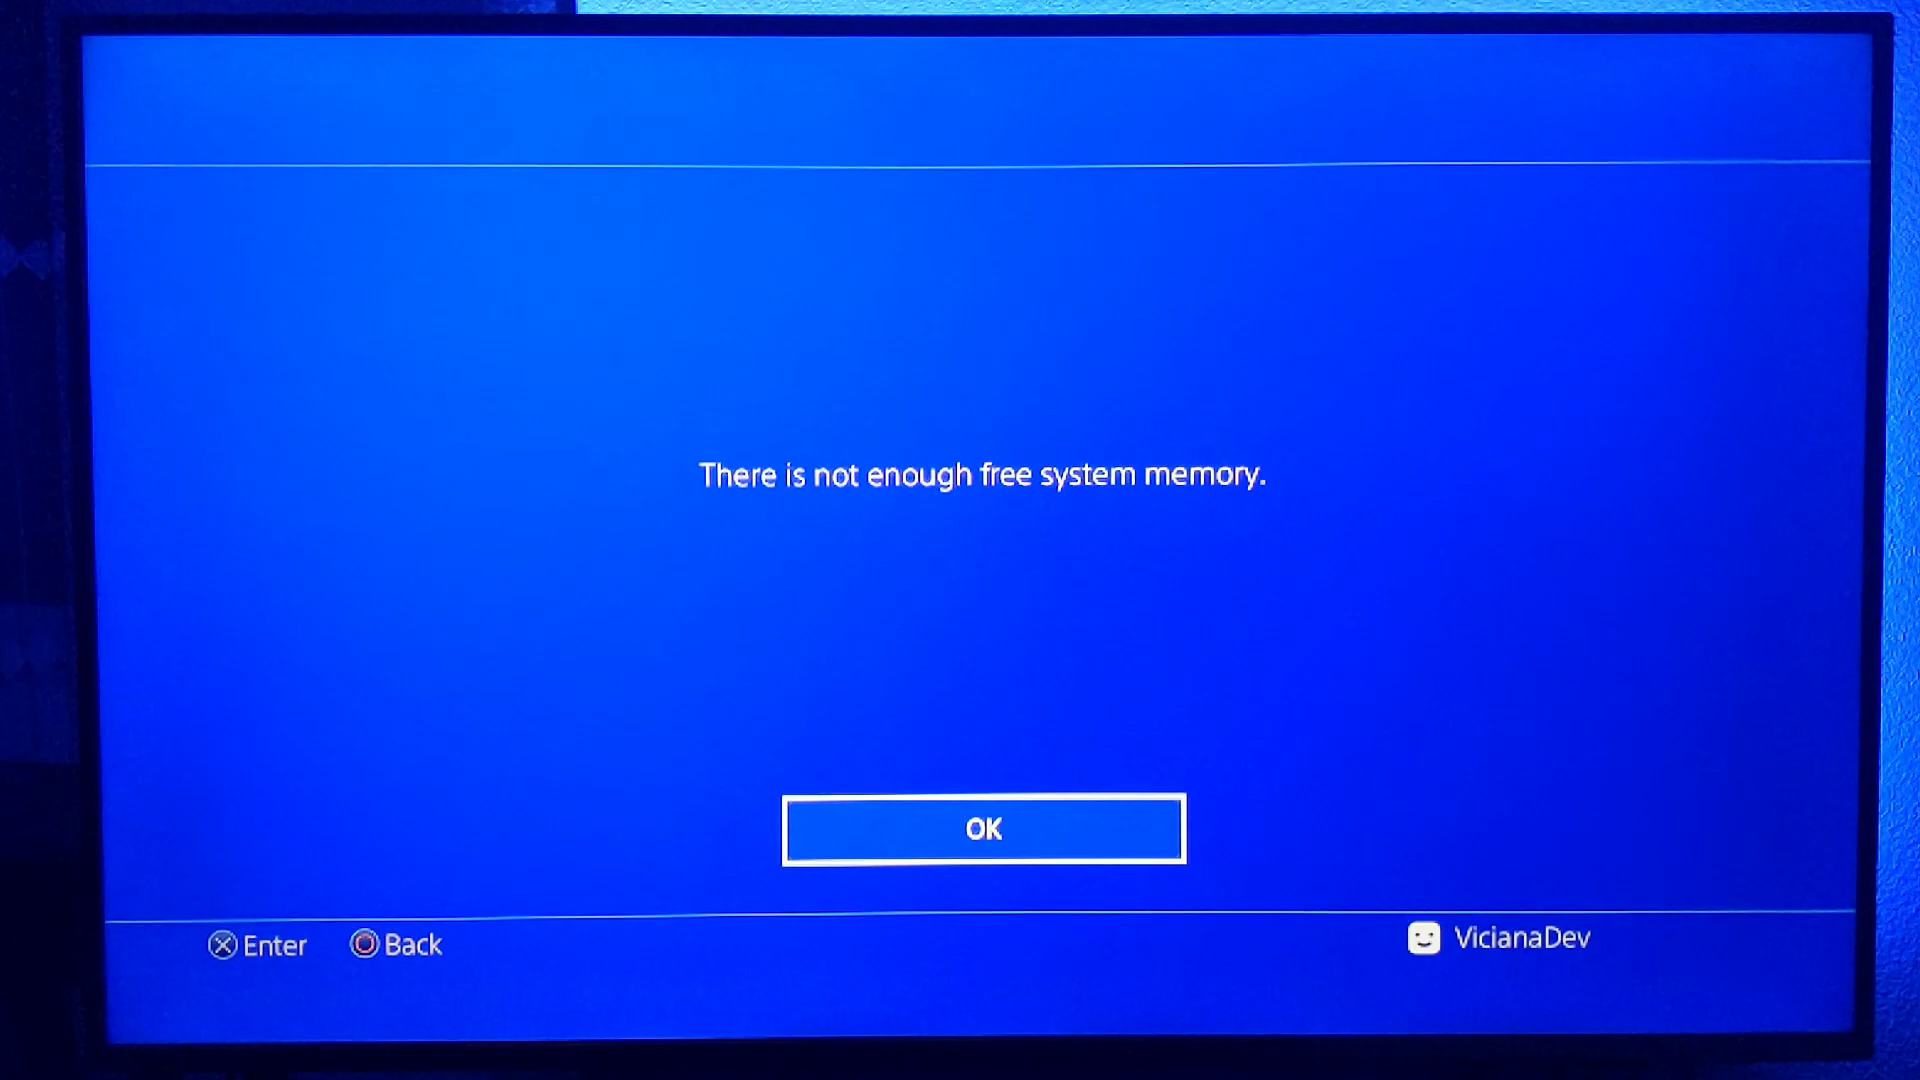 There is not enough free system memory.
OK
Enter
Back
VicianaDev